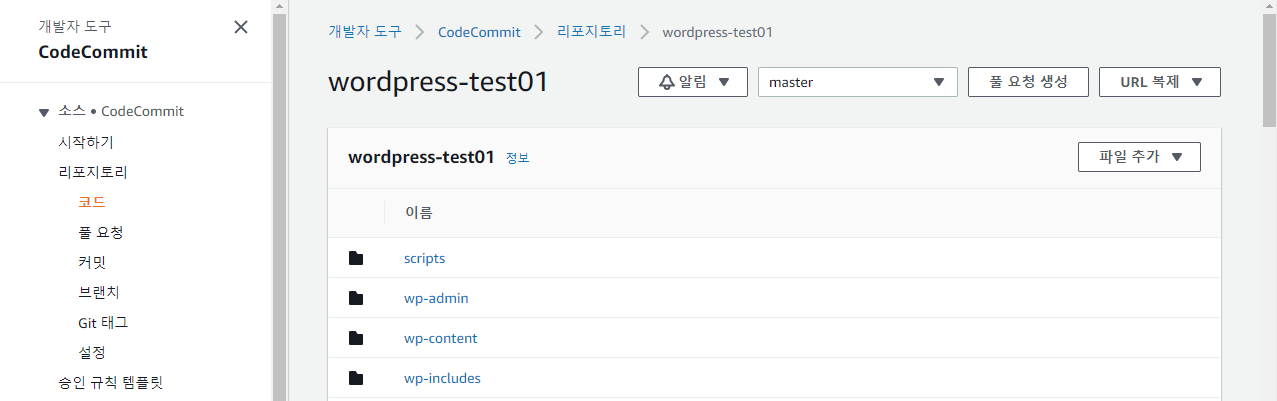 개발자 도구
CodeCommit
소스 • CodeCommit
시작하기
리포지토리
코드
풀 요청
커밋
브랜치
Git 태그
설정
승인 규칙 템플릿
개발자 도구 > CodeCommit > 리포지토리 > wordpress-test01
wordpress-test01
알림
master
풀 요청 생성
URL 복제
wordpress-test01 정보
파일 추가
이름
scripts
wp-admin
wp-content
wp-includes